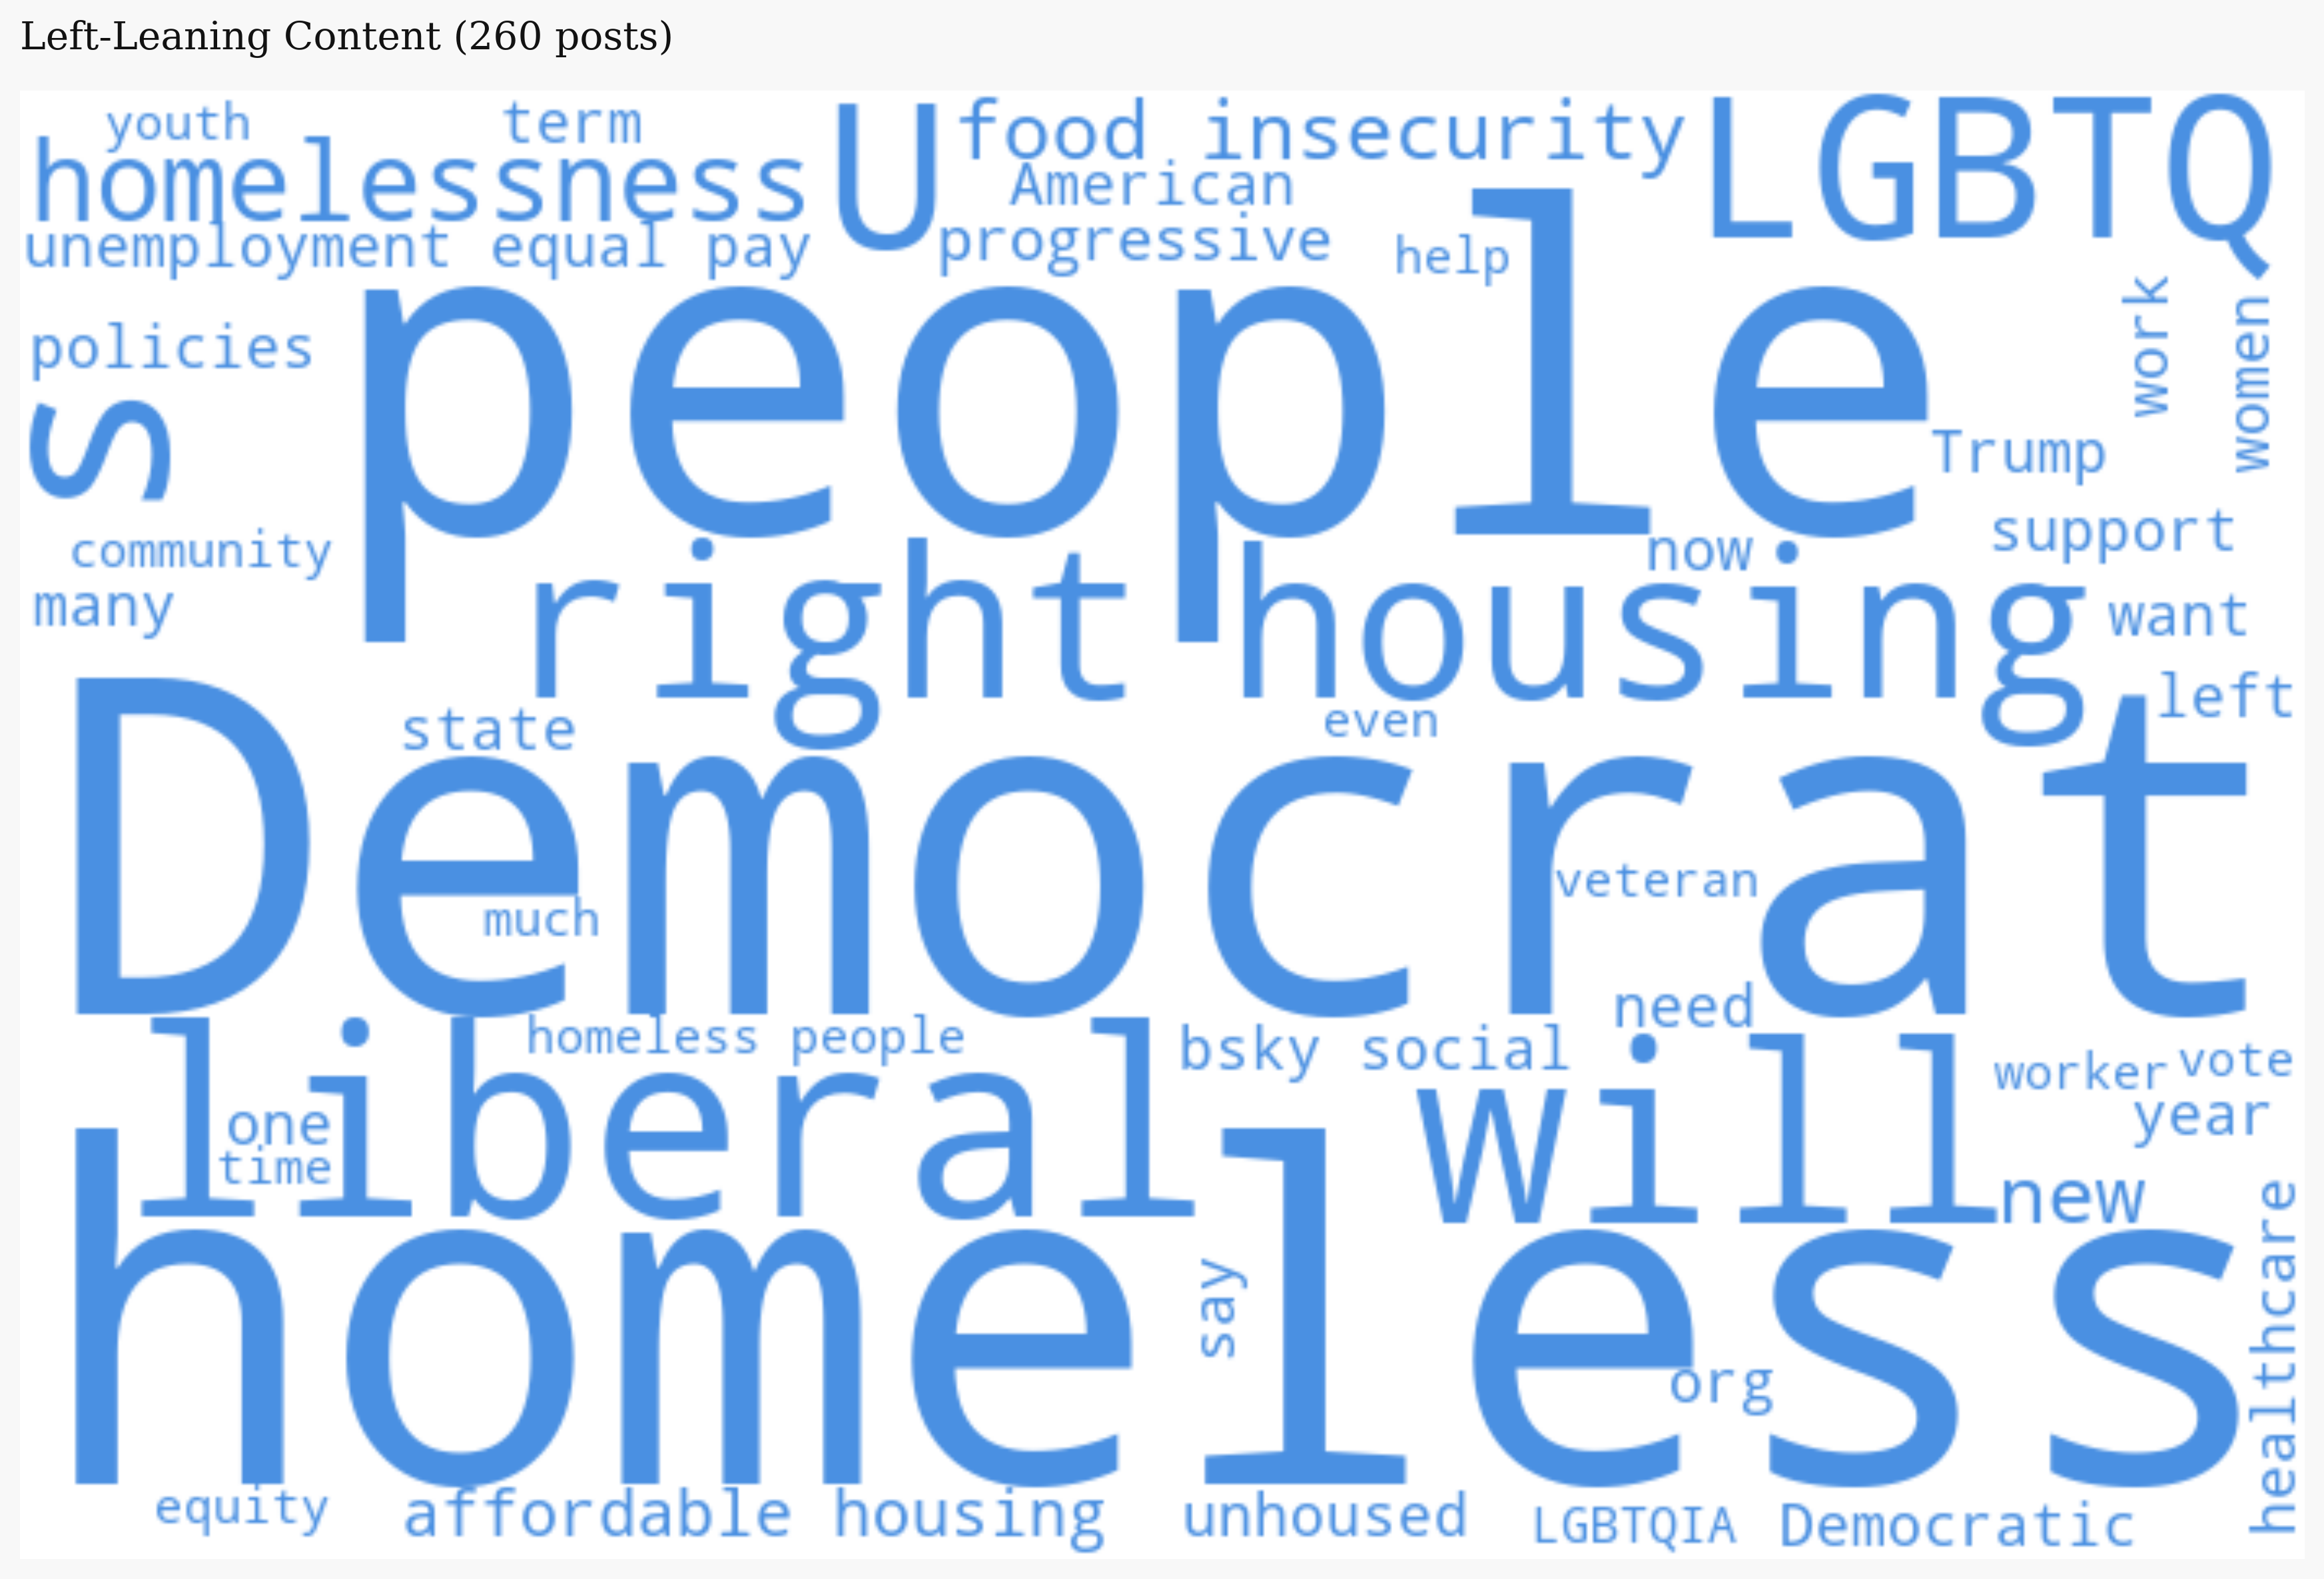 Left-Leaning Content (260 posts)
youth
term
U
food insecurity
LGBTQ
homelessness
American
unemployment
equal pay
progressive
help
work
women
policies
people
S
Trump
community
now
support
many
right
housing
want
left
state
even
Democrat
veteran
much
need
homeless people
bsky social
liberal
will
worker
vote
one
year
time
new
homeless
say
healthcare
org
equity
affordable housing
unhoused
LGBTQIA
Democratic